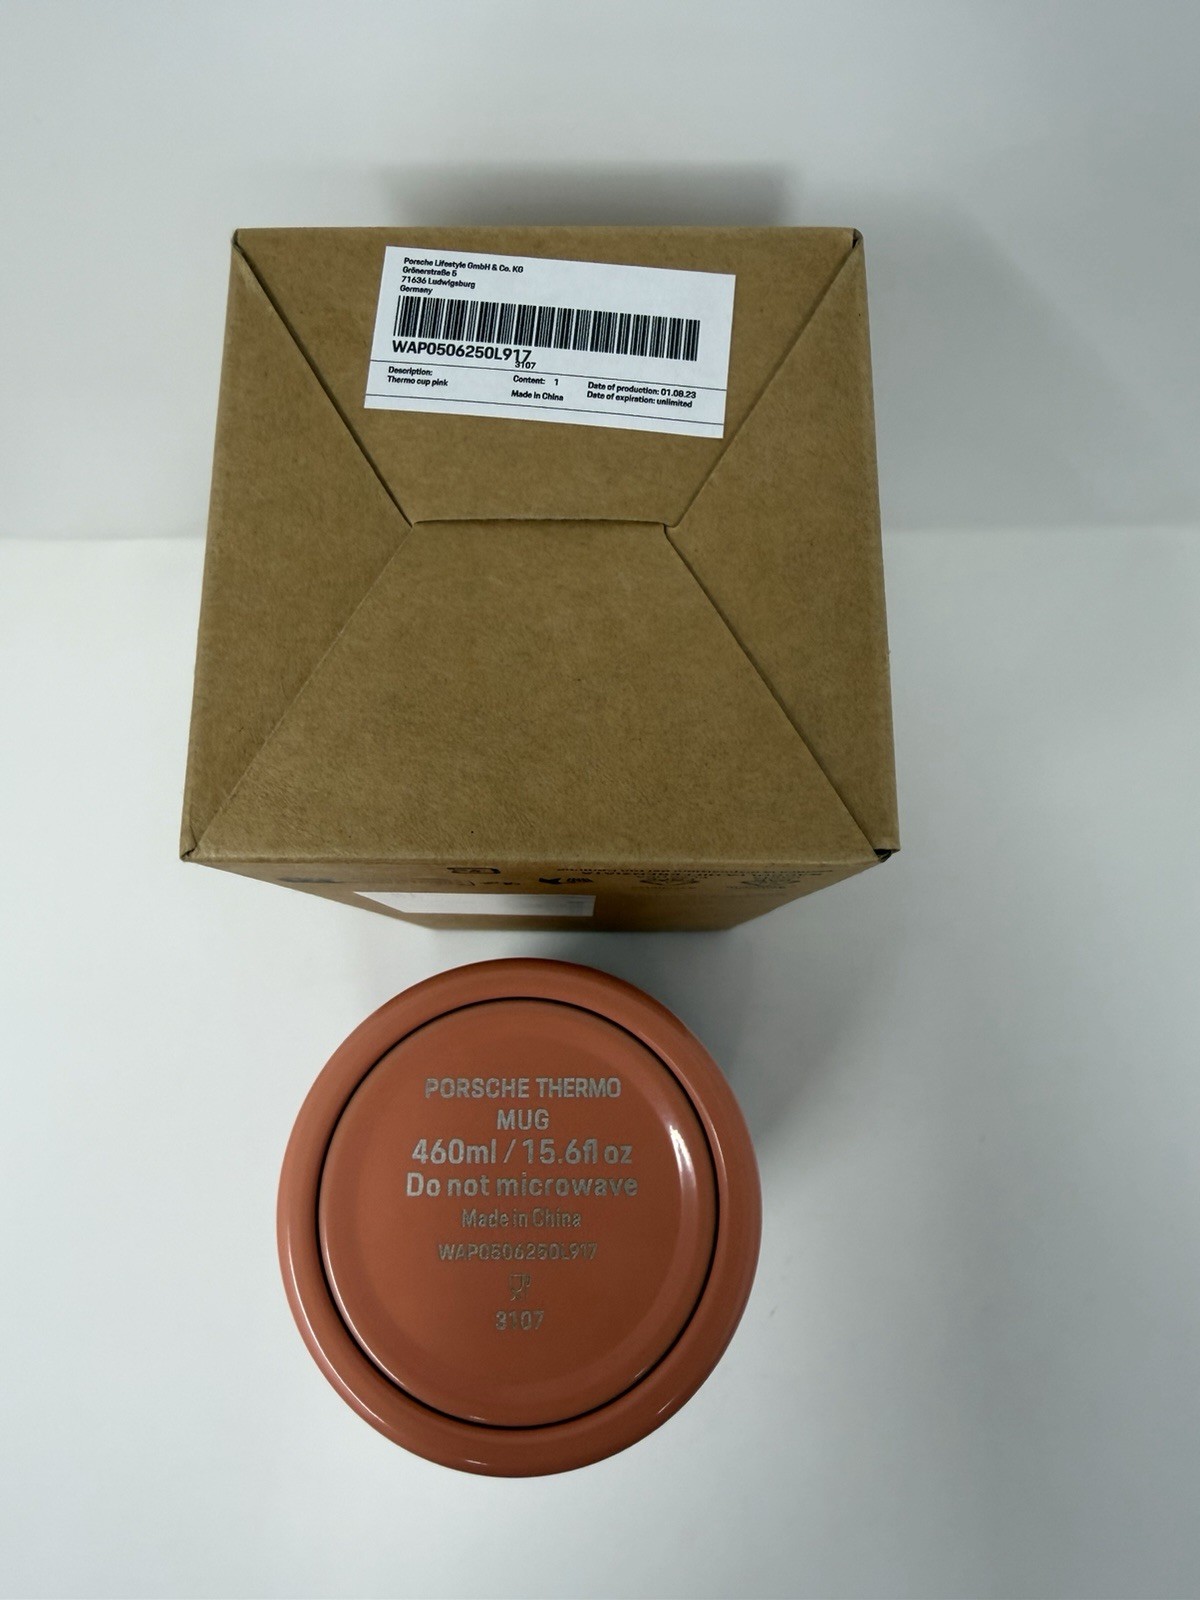 Porsche Lifestyle GmbH & Co. KG
Grönerstraße 5
71636 Ludwigsburg
Germany
WAP0506250L917
3107
Description:
Thermo cup pink
Content: 1
Made in China
Date of production: 01.08.23
Date of expiration: unlimited
PORSCHE THERMO
MUG
460ml / 15.6fl oz
Do not microwave
Made in China
WAP0506250L917
3107